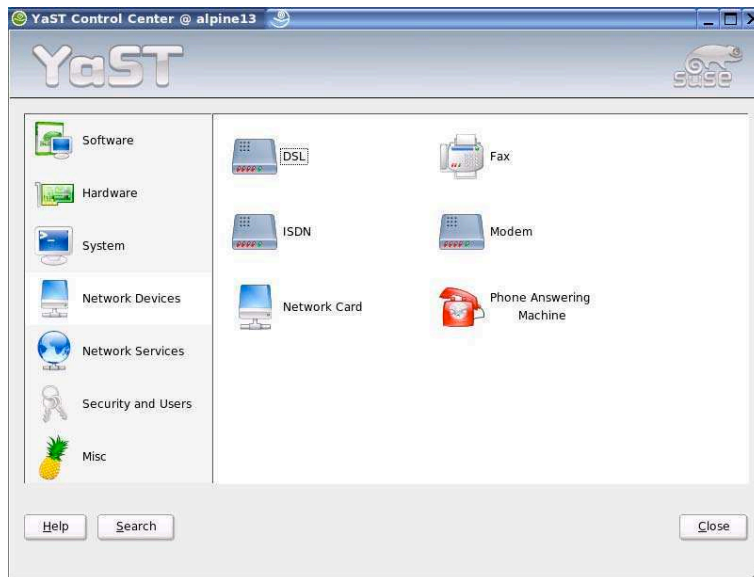 YaST Control Center @ alpine13
YaST
suse
Software
Hardware
System
Network Devices
Network Services
Security and Users
Misc
DSL
Fax
ISDN
Modem
Network Card
Phone Answering
Machine
Help
Search
Close